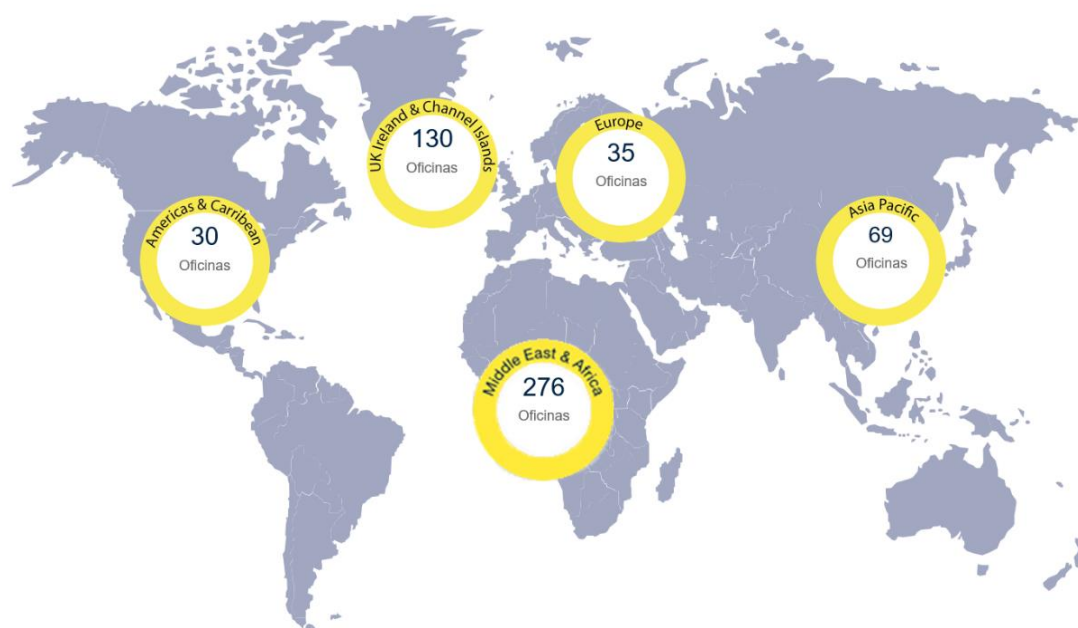 UK Ireland & Channel Islands
130
Oficinas
Europe
35
Oficinas
Americas & Carribean
30
Oficinas
Asia Pacific
69
Oficinas
Middle East & Africa
276
Oficinas